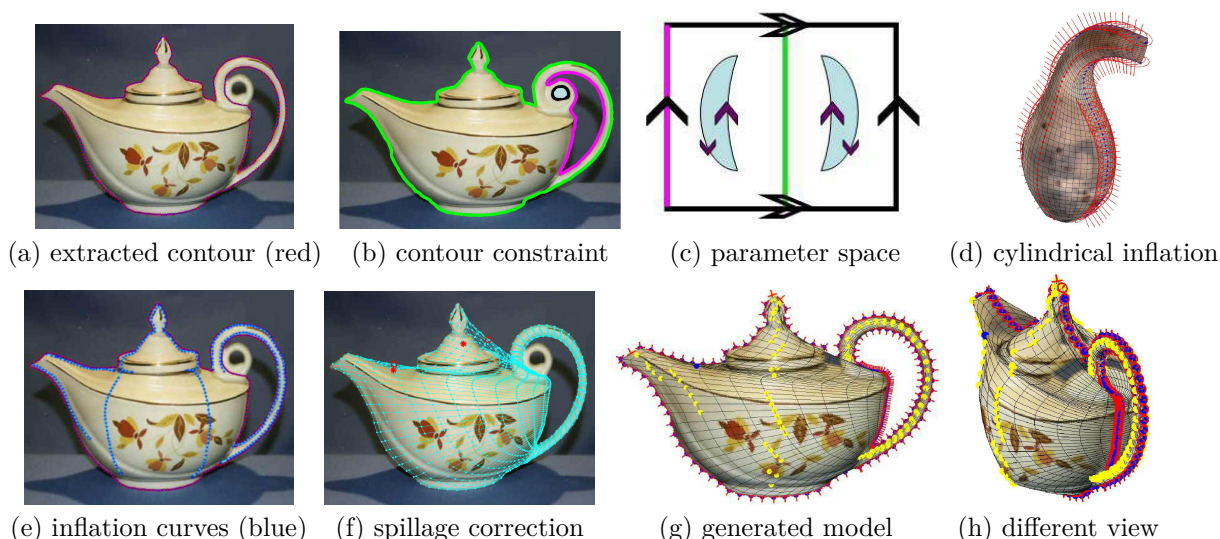 (a) extracted contour (red)
(b) contour constraint
(c) parameter space
(d) cylindrical inflation
(e) inflation curves (blue)
(f) spillage correction
(g) generated model
(h) different view